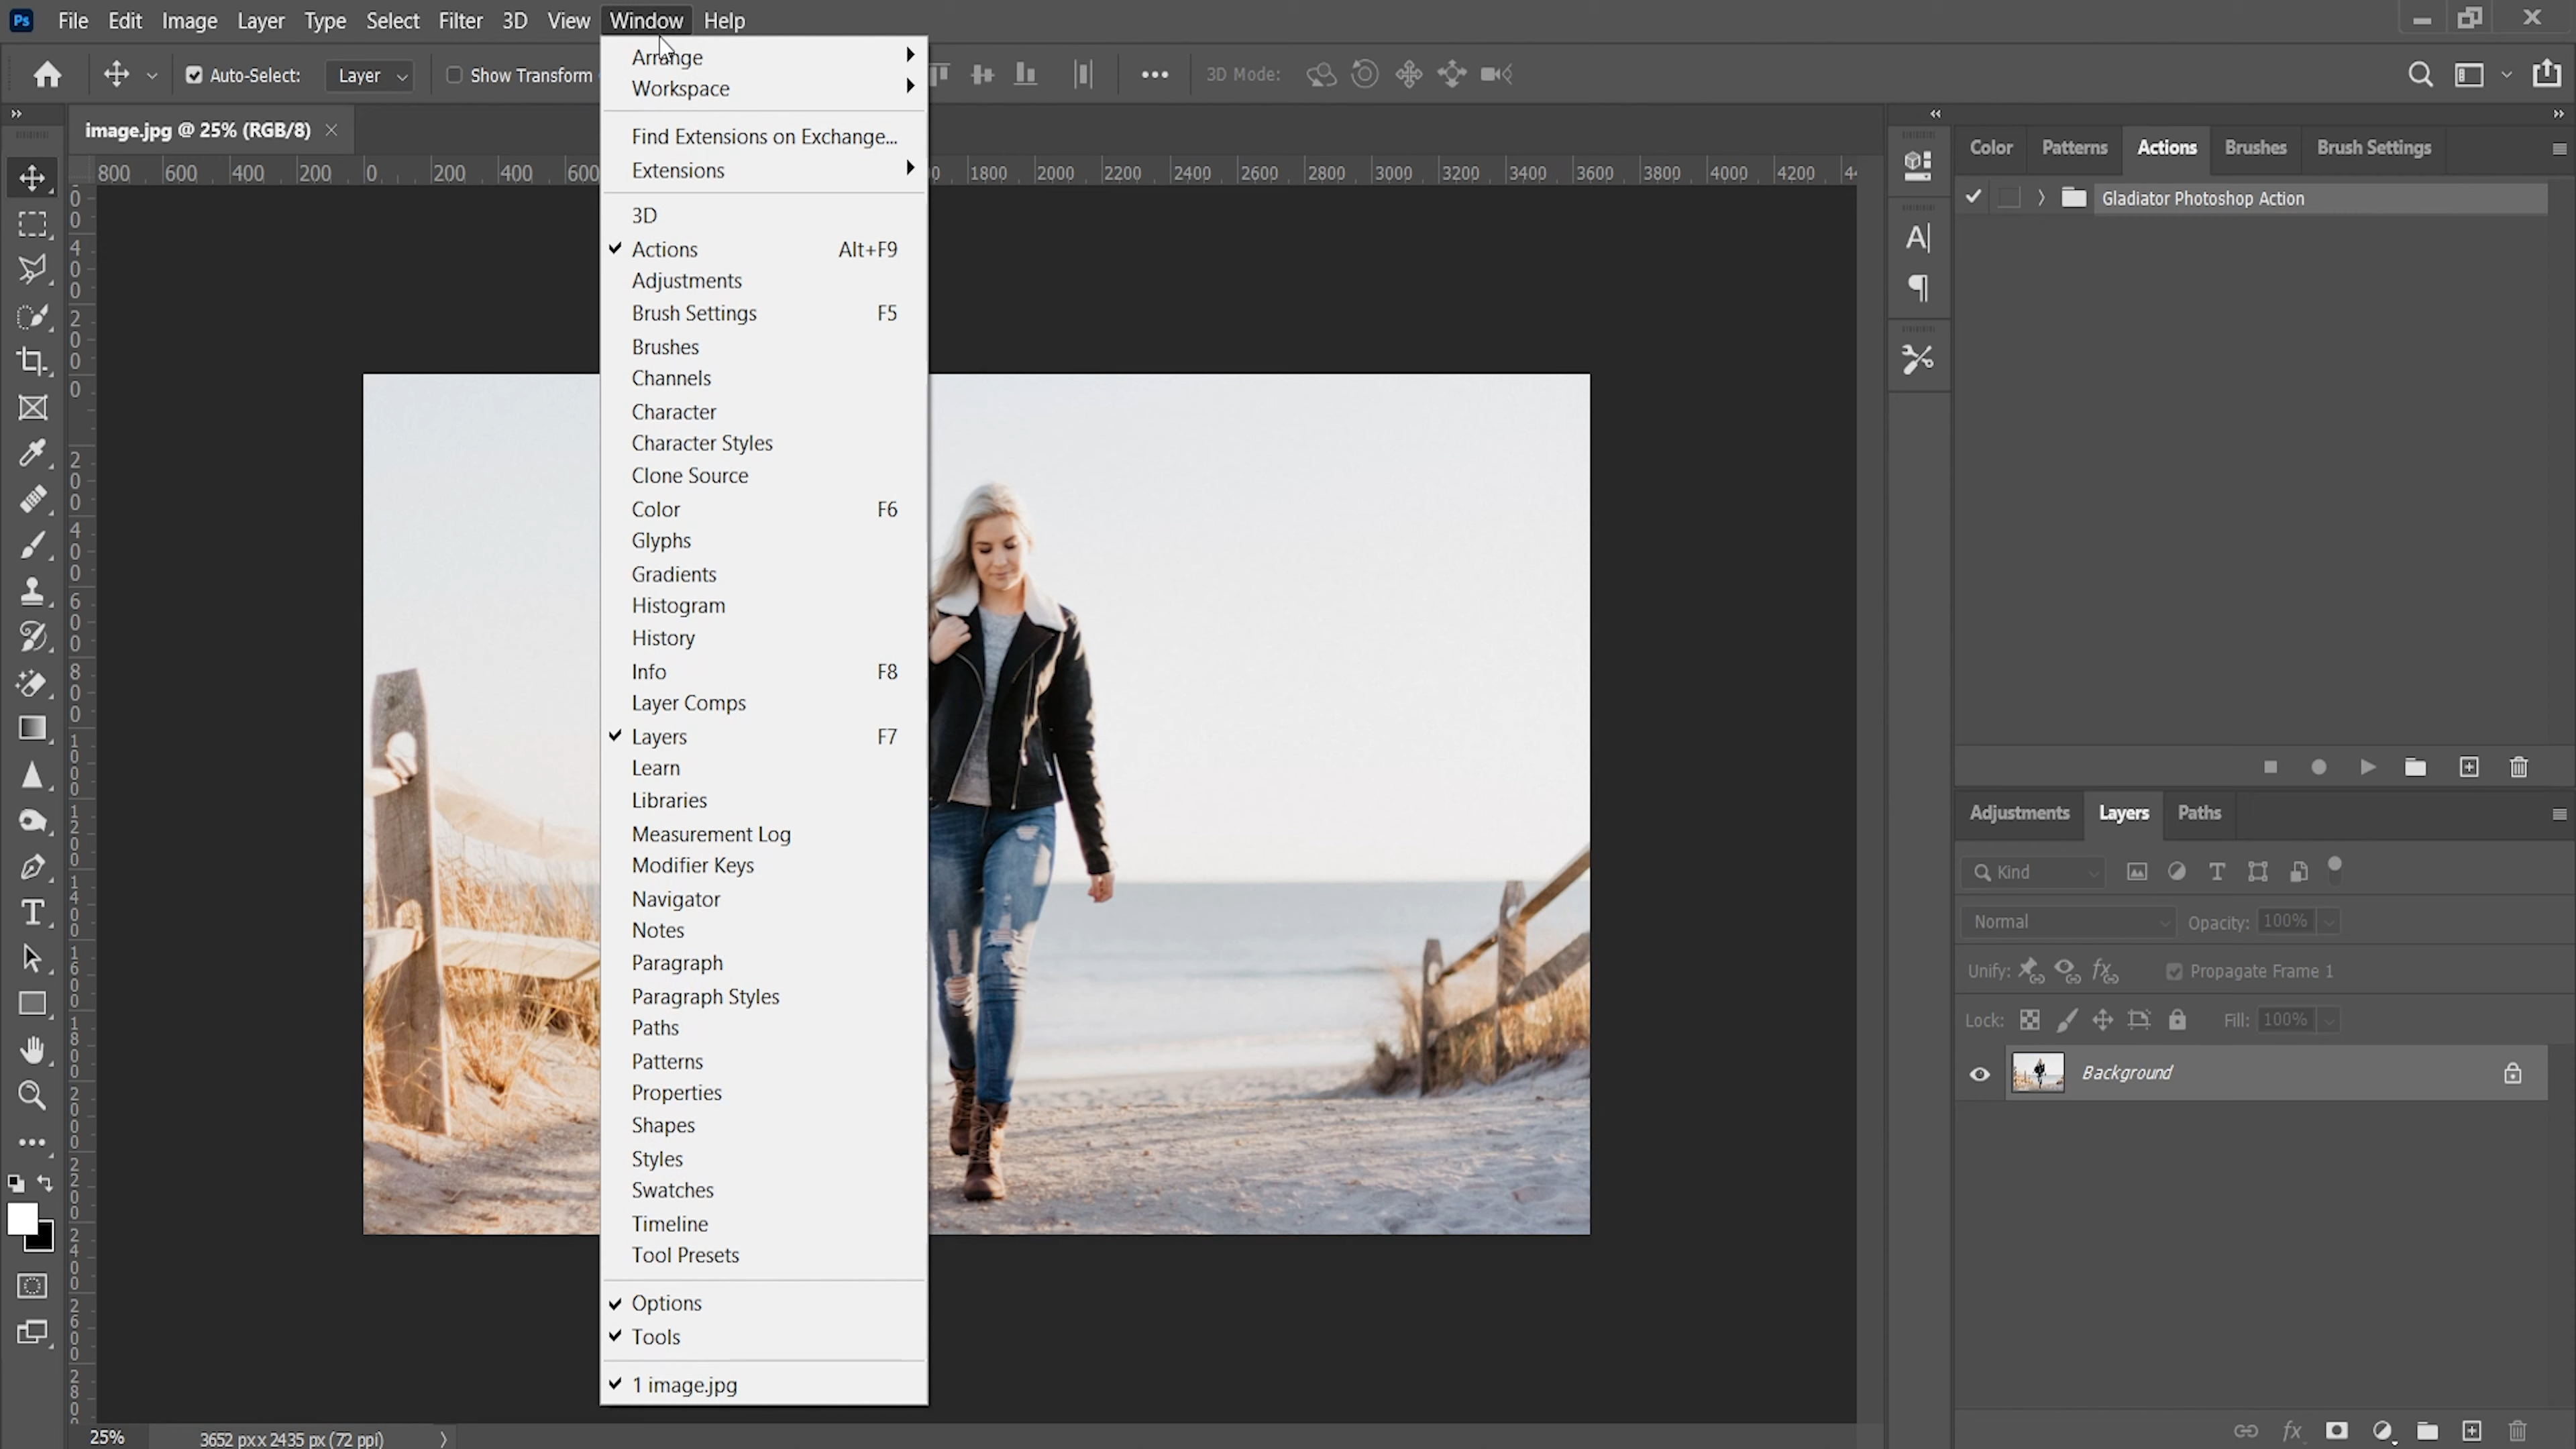 Ps File Edit Image Layer Type Select Filter 3D View Window Help
Auto-Select: Layer Show Transform 3D Mode:
image.jpg @ 25% (RGB/8)
800 600 400 200 0 200 400 600 1800 2000 2200 2400 2600 2800 3000 3200 3400 3600 3800 4000 4200
Arrange
Workspace
Find Extensions on Exchange...
Extensions
3D
Actions Alt+F9
Adjustments
Brush Settings F5
Brushes
Channels
Character
Character Styles
Clone Source
Color F6
Glyphs
Gradients
Histogram
History
Info F8
Layer Comps
Layers F7
Learn
Libraries
Measurement Log
Modifier Keys
Navigator
Notes
Paragraph
Paragraph Styles
Paths
Patterns
Properties
Shapes
Styles
Swatches
Timeline
Tool Presets
Options
Tools
1 image.jpg
Color Patterns Actions Brushes Brush Settings
Gladiator Photoshop Action
Adjustments Layers Paths
Kind
Normal Opacity: 100%
Unify: Propagate Frame 1
Lock: Fill: 100%
Background
25% 3652 px x 2435 px (72 ppi)